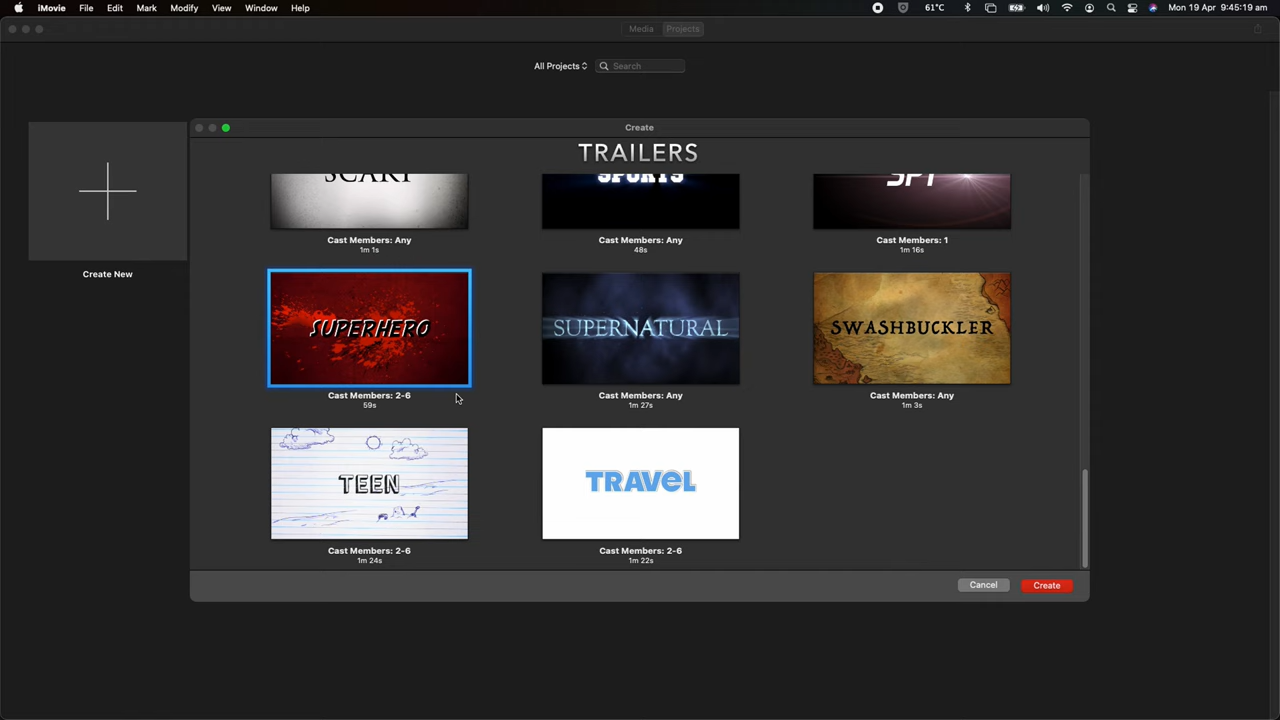 iMovie File Edit Mark Modify View Window Help 61°C Mon 19 Apr 9:45:19 am
Media Projects
All Projects Search
Create
TRAILERS
SCARY SPORTS SPY
Cast Members: Any Cast Members: Any Cast Members: 1
1m 1s 48s 1m 16s
Create New
SUPERHERO SUPERNATURAL SWASHBUCKLER
Cast Members: 2-6 Cast Members: Any Cast Members: Any
59s 1m 27s 1m 3s
TEEN TRAVEL
Cast Members: 2-6 Cast Members: 2-6
1m 24s 1m 22s
Cancel Create